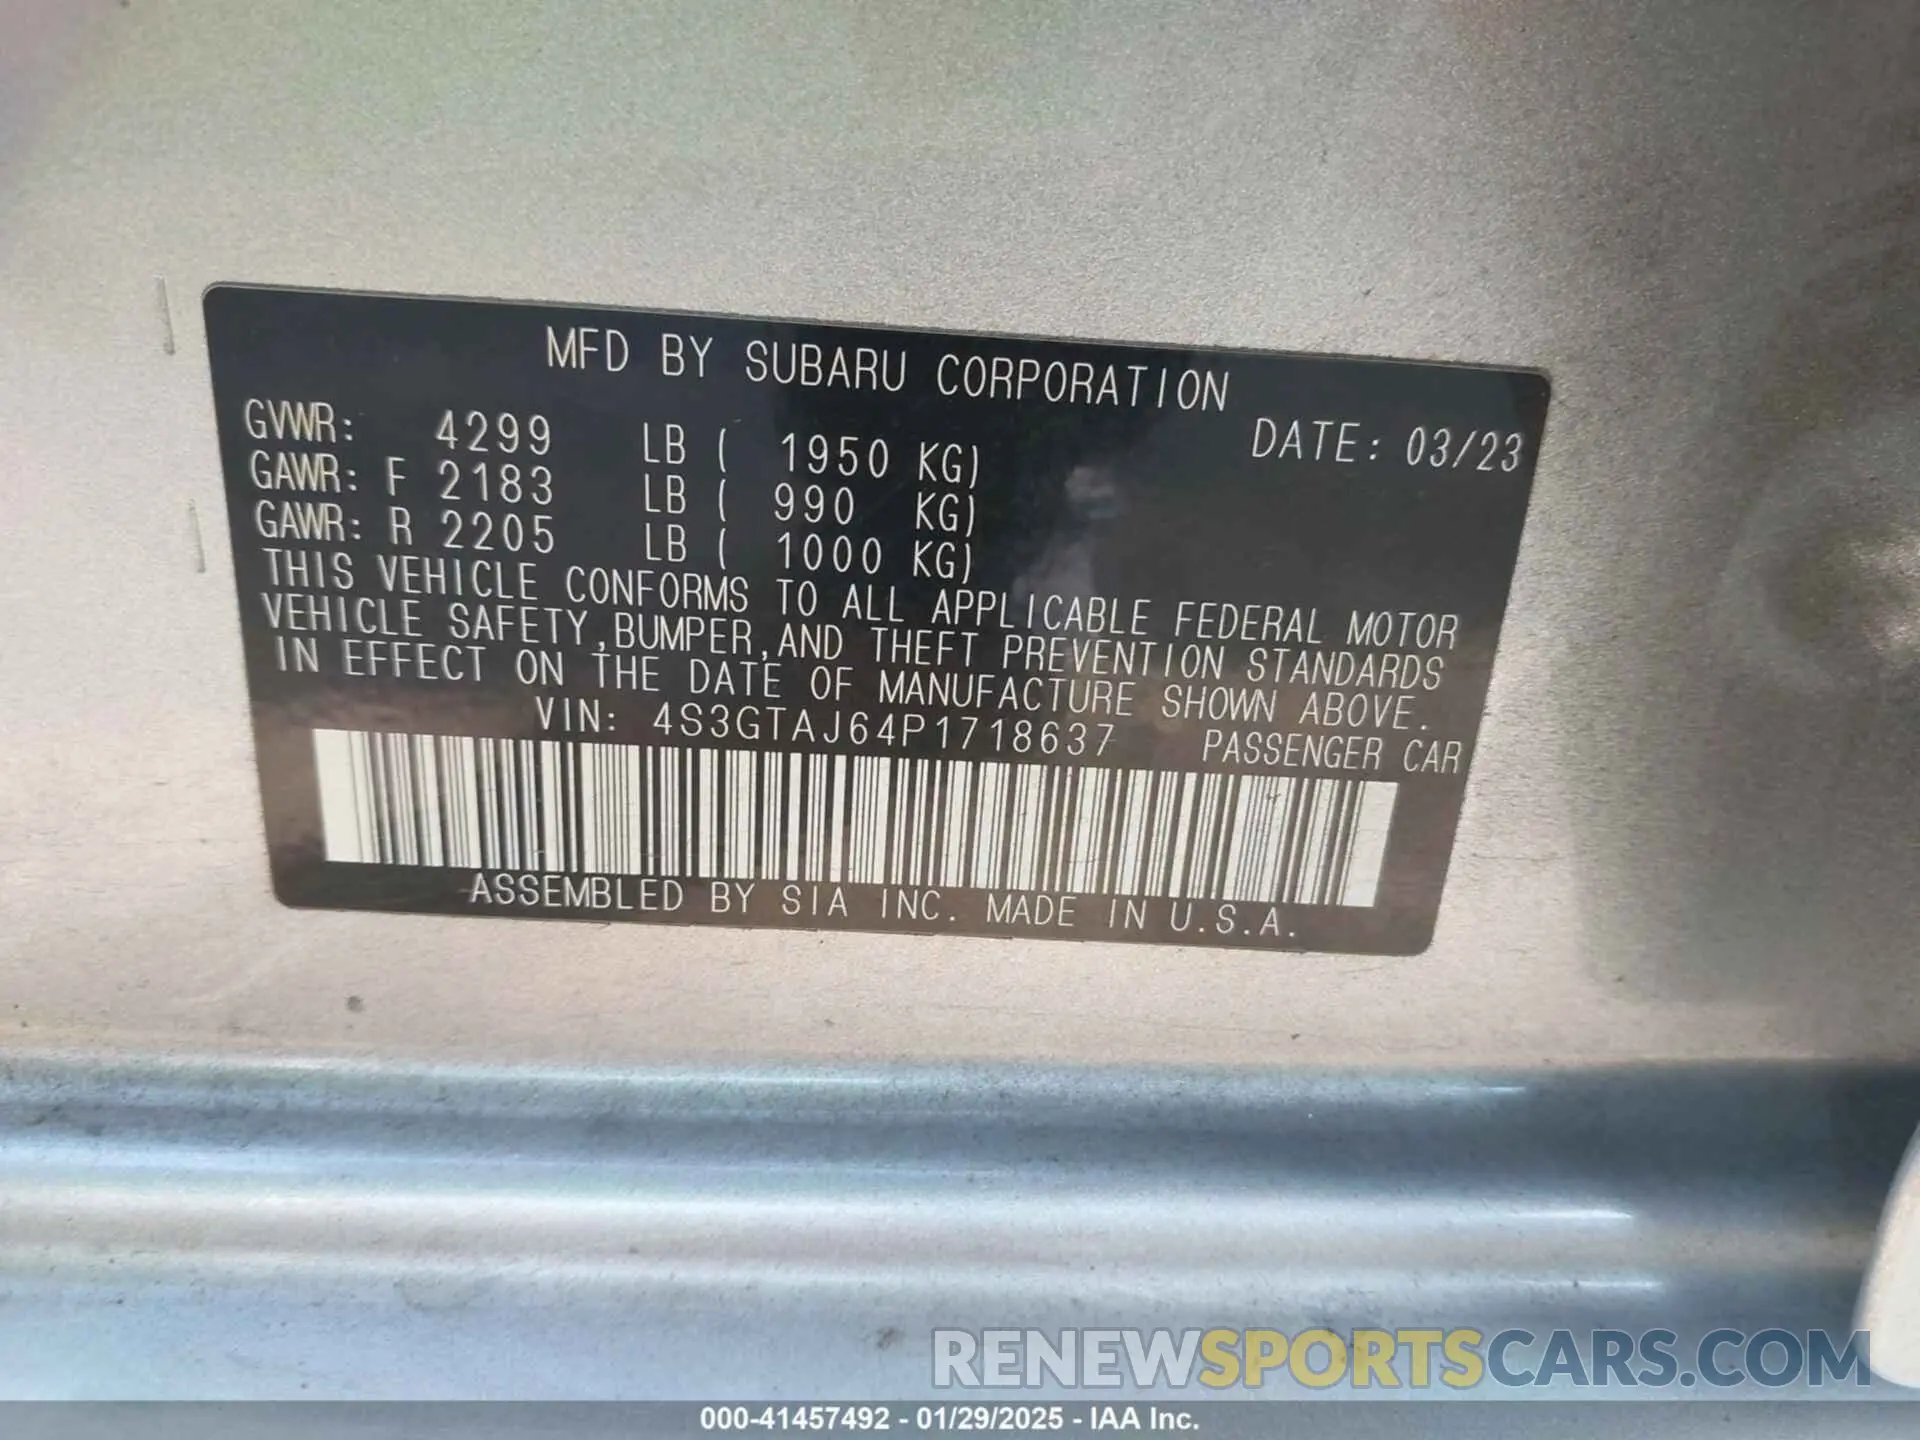 MFD BY SUBARU CORPORATION
GVWR: 4299 LB ( 1950 KG) DATE: 03/23
GAWR: F 2183 LB ( 990 KG)
GAWR: R 2205 LB ( 1000 KG)
THIS VEHICLE CONFORMS TO ALL APPLICABLE FEDERAL MOTOR
VEHICLE SAFETY,BUMPER,AND THEFT PREVENTION STANDARDS
IN EFFECT ON THE DATE OF MANUFACTURE SHOWN ABOVE.
VIN: 4S3GTAJ64P1718637 PASSENGER CAR
ASSEMBLED BY SIA INC. MADE IN U.S.A.
RENEWSPORTSCARS.COM
000-41457492 - 01/29/2025 - IAA Inc.